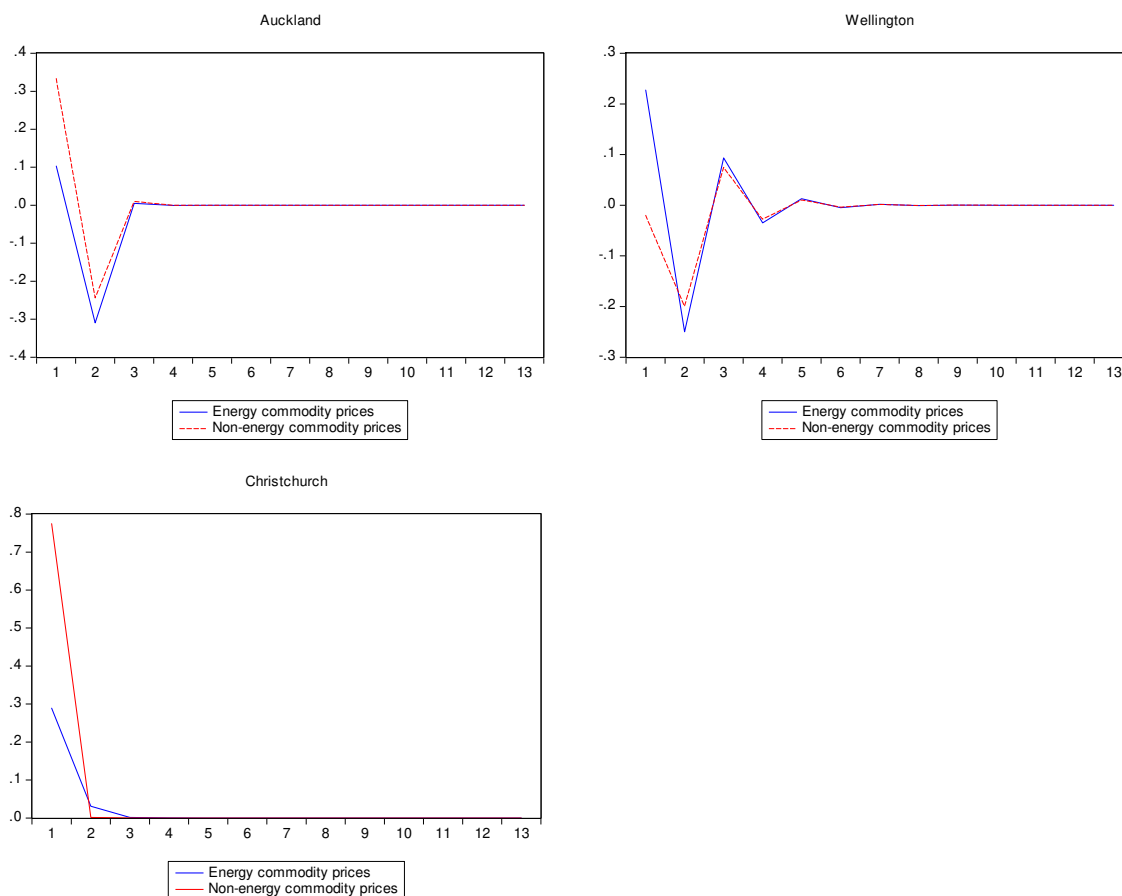 Auckland
.4
.3
.2
.1
.0
-.1
-.2
-.3
-.4
1 2 3 4 5 6 7 8 9 10 11 12 13
Energy commodity prices
Non-energy commodity prices
Wellington
.3
.2
.1
.0
-.1
-.2
-.3
1 2 3 4 5 6 7 8 9 10 11 12 13
Energy commodity prices
Non-energy commodity prices
Christchurch
.8
.7
.6
.5
.4
.3
.2
.1
.0
1 2 3 4 5 6 7 8 9 10 11 12 13
Energy commodity prices
Non-energy commodity prices